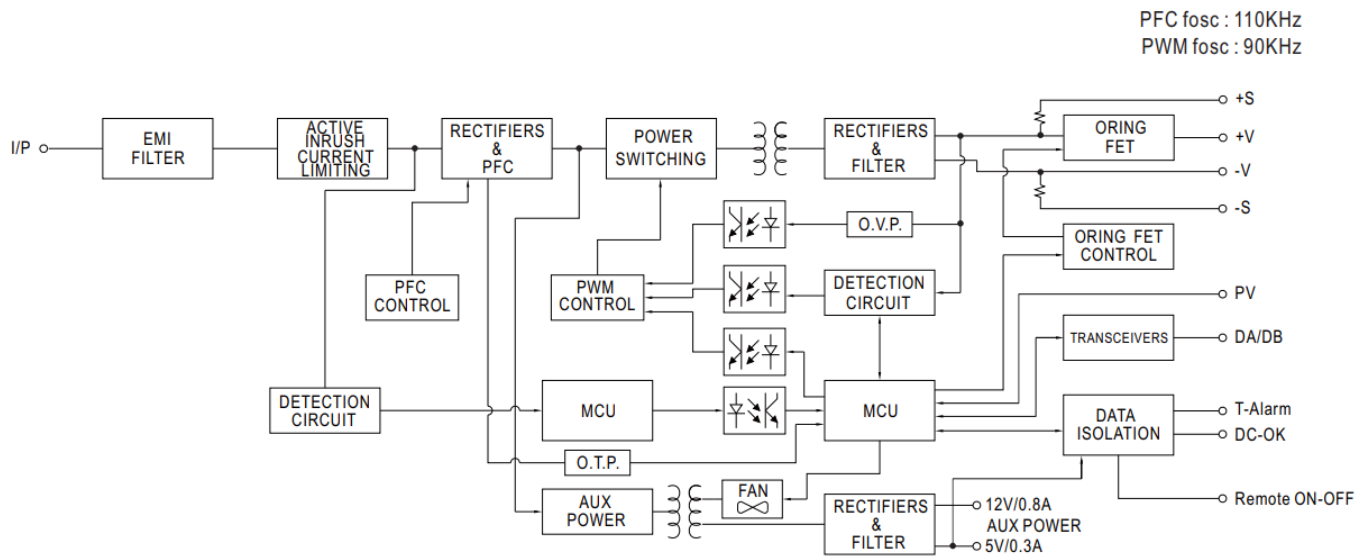 PFC fosc : 110KHz
PWM fosc : 90KHz
I/P
EMI
FILTER
ACTIVE
INRUSH
CURRENT
LIMITING
RECTIFIERS
&
PFC
POWER
SWITCHING
RECTIFIERS
&
FILTER
ORING
FET
+S
+V
-V
-S
O.V.P.
ORING FET
CONTROL
PFC
CONTROL
PWM
CONTROL
DETECTION
CIRCUIT
PV
TRANSCEIVERS
DA/DB
DETECTION
CIRCUIT
MCU
MCU
DATA
ISOLATION
T-Alarm
DC-OK
O.T.P.
AUX
POWER
FAN
RECTIFIERS
&
FILTER
12V/0.8A
AUX POWER
5V/0.3A
Remote ON-OFF